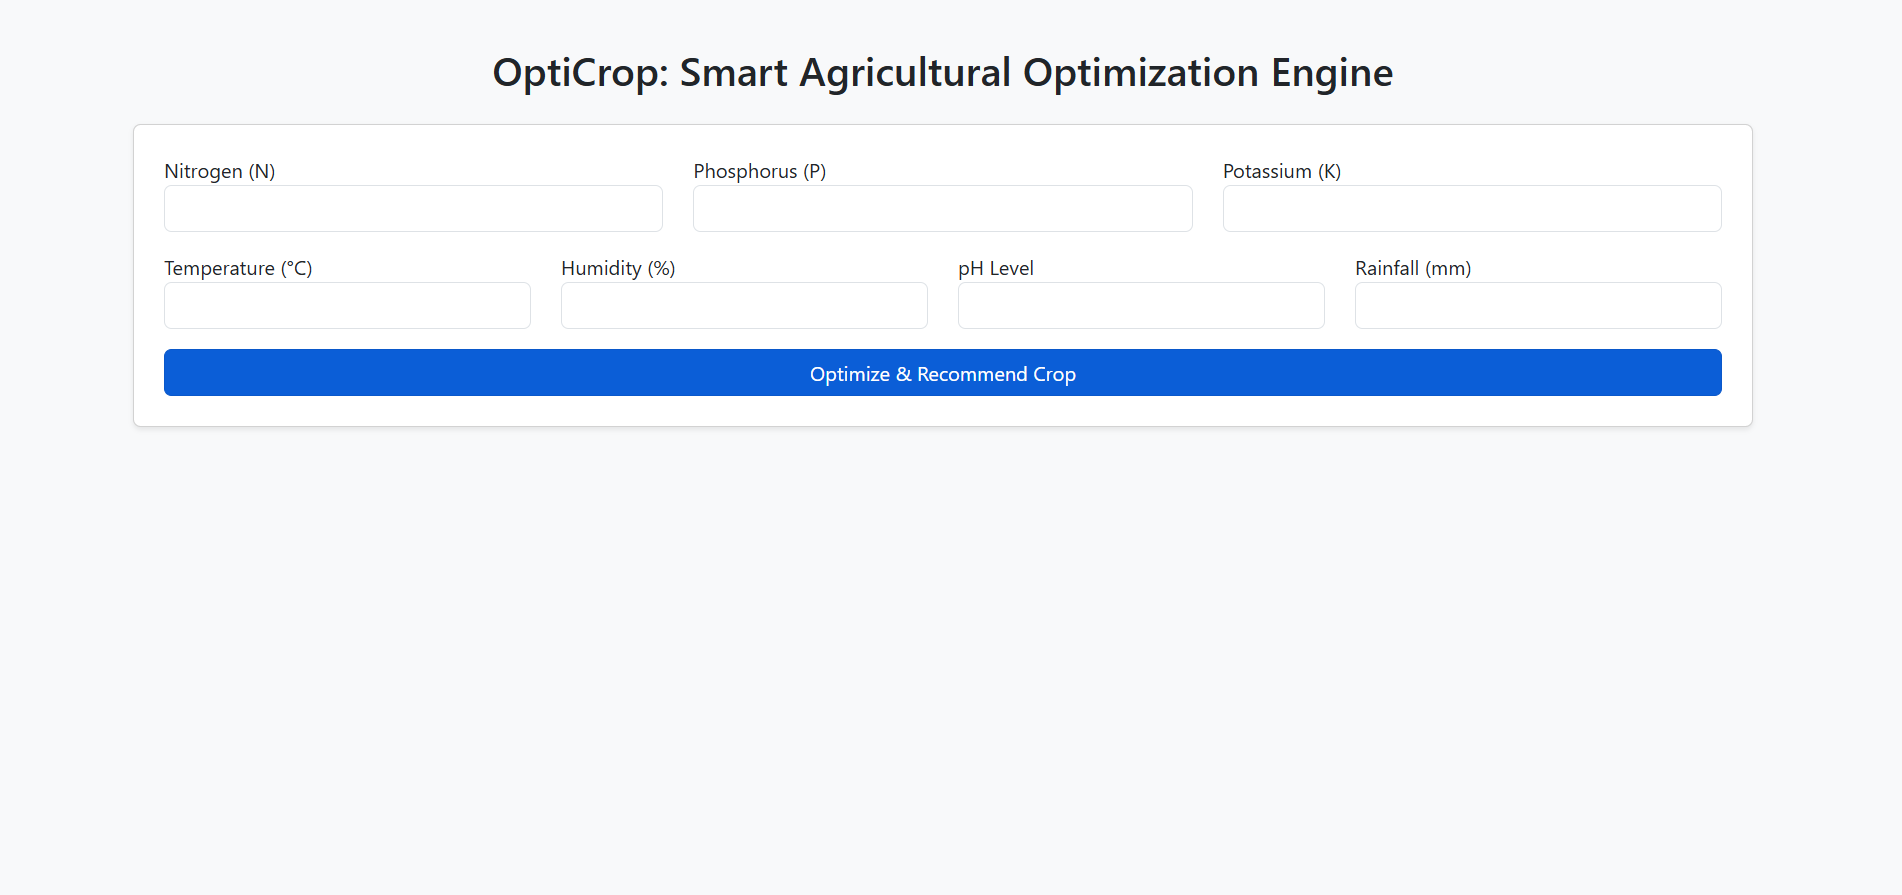 OptiCrop: Smart Agricultural Optimization Engine
Nitrogen (N)
Phosphorus (P)
Potassium (K)
Temperature (°C)
Humidity (%)
pH Level
Rainfall (mm)
Optimize & Recommend Crop